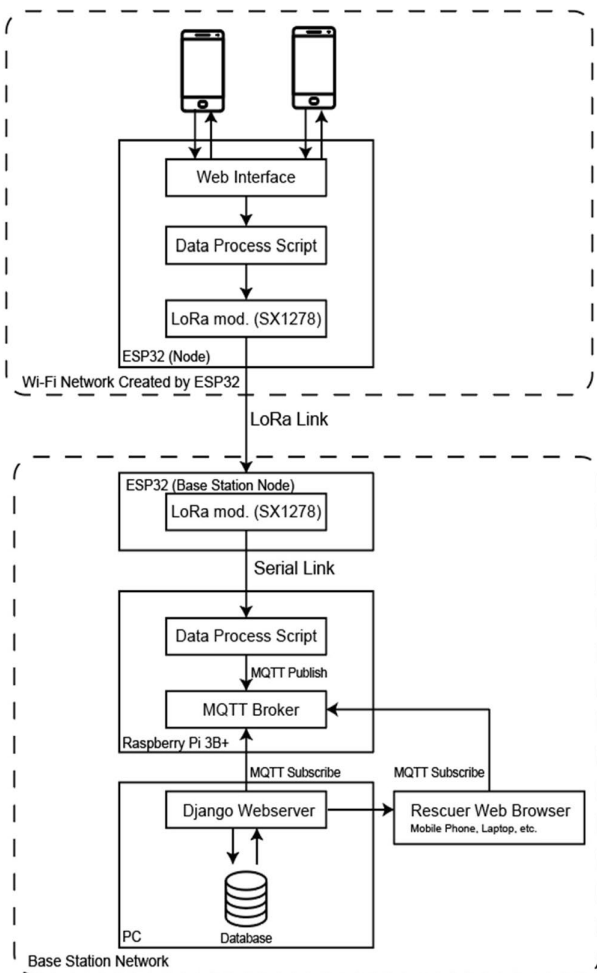 Web Interface
Data Process Script
LoRa mod. (SX1278)
ESP32 (Node)
Wi-Fi Network Created by ESP32
LoRa Link
ESP32 (Base Station Node)
LoRa mod. (SX1278)
Serial Link
Data Process Script
MQTT Publish
MQTT Broker
Raspberry Pi 3B+
MQTT Subscribe
MQTT Subscribe
Django Webserver
Rescuer Web Browser
Mobile Phone, Laptop, etc.
Database
PC
Base Station Network